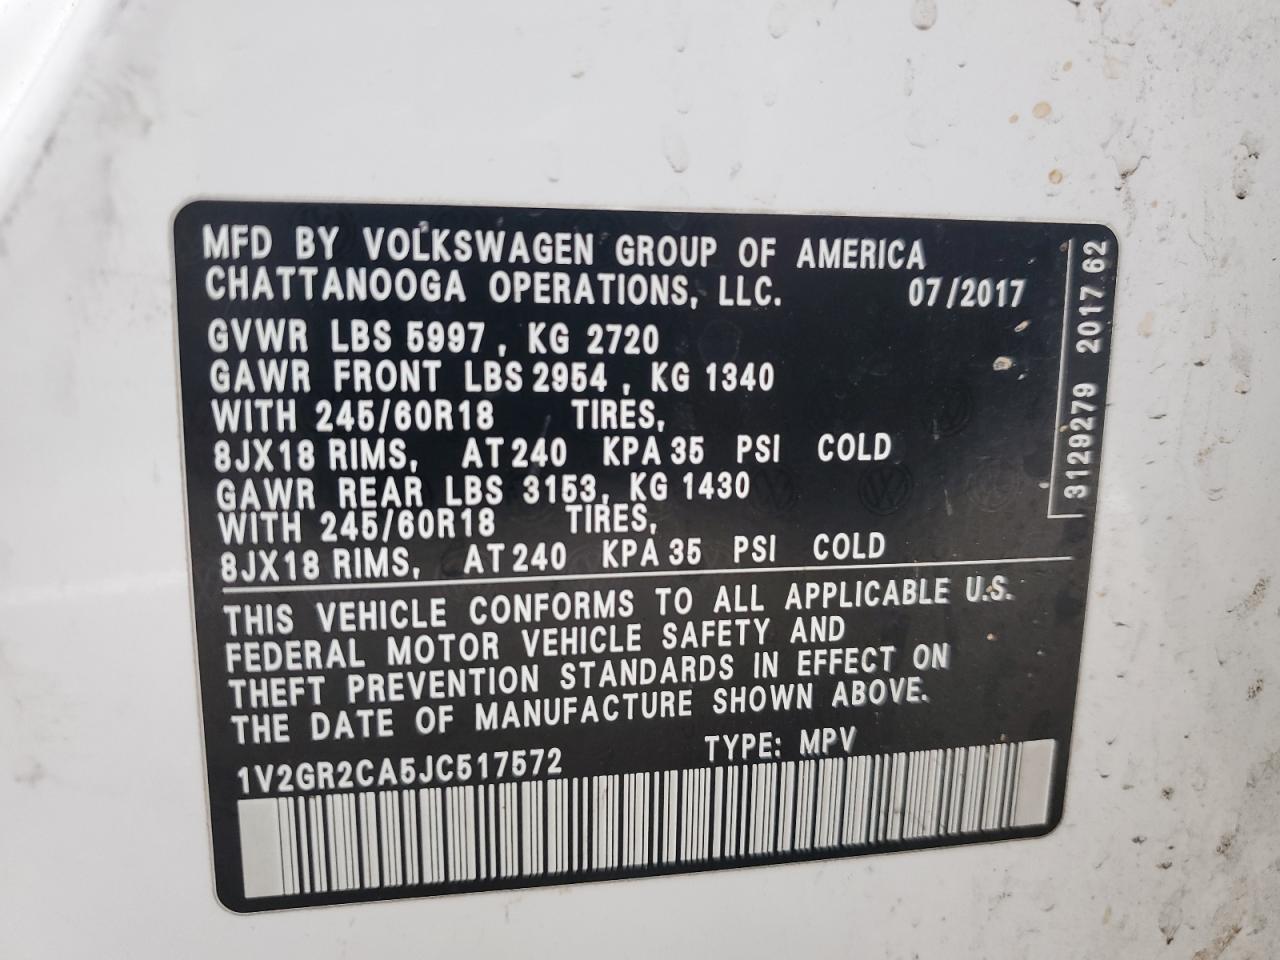 MFD BY VOLKSWAGEN GROUP OF AMERICA
CHATTANOOGA OPERATIONS, LLC. 07/2017
GVWR LBS 5997, KG 2720
GAWR FRONT LBS 2954, KG 1340
WITH 245/60R18 TIRES,
8JX18 RIMS, AT 240 KPA 35 PSI COLD
GAWR REAR LBS 3153, KG 1430
WITH 245/60R18 TIRES,
8JX18 RIMS, AT 240 KPA 35 PSI COLD
THIS VEHICLE CONFORMS TO ALL APPLICABLE U.S.
FEDERAL MOTOR VEHICLE SAFETY AND
THEFT PREVENTION STANDARDS IN EFFECT ON
THE DATE OF MANUFACTURE SHOWN ABOVE.
1V2GR2CA5JC517572 TYPE: MPV
3129279 2017 62